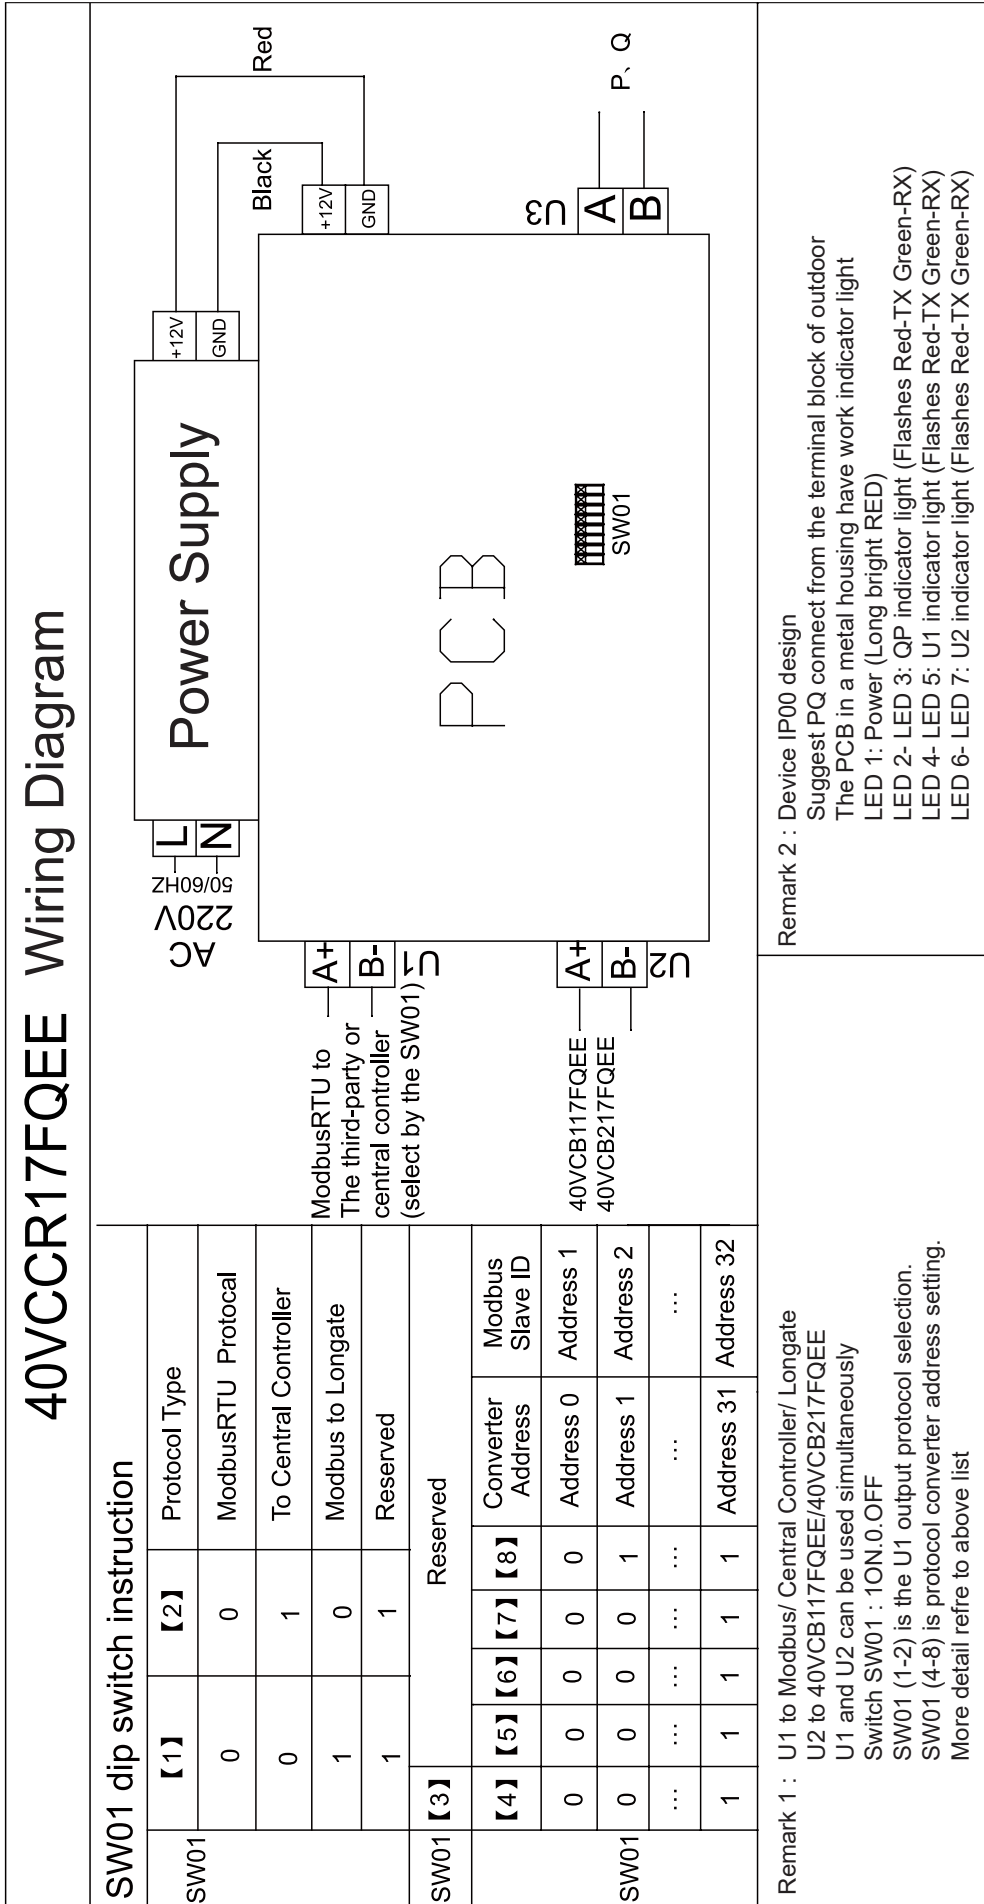 40VCCR17FQEE Wiring Diagram
SW01 dip switch instruction
SW01 【1】 【2】 Protocol Type
0 0 ModbusRTU Protocal
0 1 To Central Controller
1 0 Modbus to Longate
1 1 Reserved
SW01 【3】 Reserved
SW01 【4】 【5】 【6】 【7】 【8】 Converter Address Modbus Slave ID
0 0 0 0 0 Address 0 Address 1
0 0 0 0 1 Address 1 Address 2
... ... ... ... ... ... ...
1 1 1 1 1 Address 31 Address 32
AC
220V
50/60HZ
L
N
Power Supply
+12V
GND
Red
Black
+12V
GND
ModbusRTU to
The third-party or
central controller
(select by the SW01)
A+
B-
U1
40VCB117FQEE
40VCB217FQEE
A+
B-
U2
PCB
SW01
U3
A
B
P、Q
Remark 1 : U1 to Modbus/ Central Controller/ Longate
U2 to 40VCB117FQEE/40VCB217FQEE
U1 and U2 can be used simultaneously
Switch SW01 : 1ON.0.OFF
SW01 (1-2) is the U1 output protocol selection.
SW01 (4-8) is protocol converter address setting.
More detail refre to above list
Remark 2 : Device IP00 design
Suggest PQ connect from the terminal block of outdoor
The PCB in a metal housing have work indicator light
LED 1: Power (Long bright RED)
LED 2- LED 3: QP indicator light (Flashes Red-TX Green-RX)
LED 4- LED 5: U1 indicator light (Flashes Red-TX Green-RX)
LED 6- LED 7: U2 indicator light (Flashes Red-TX Green-RX)